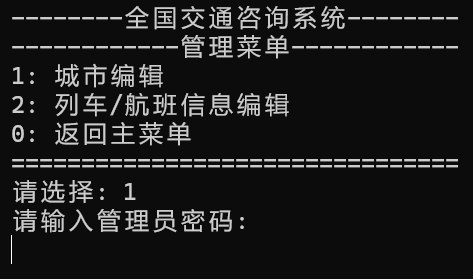 --------全国交通咨询系统--------
------------管理菜单------------
1: 城市编辑
2: 列车/航班信息编辑
0: 返回主菜单
================================
请选择: 1
请输入管理员密码: